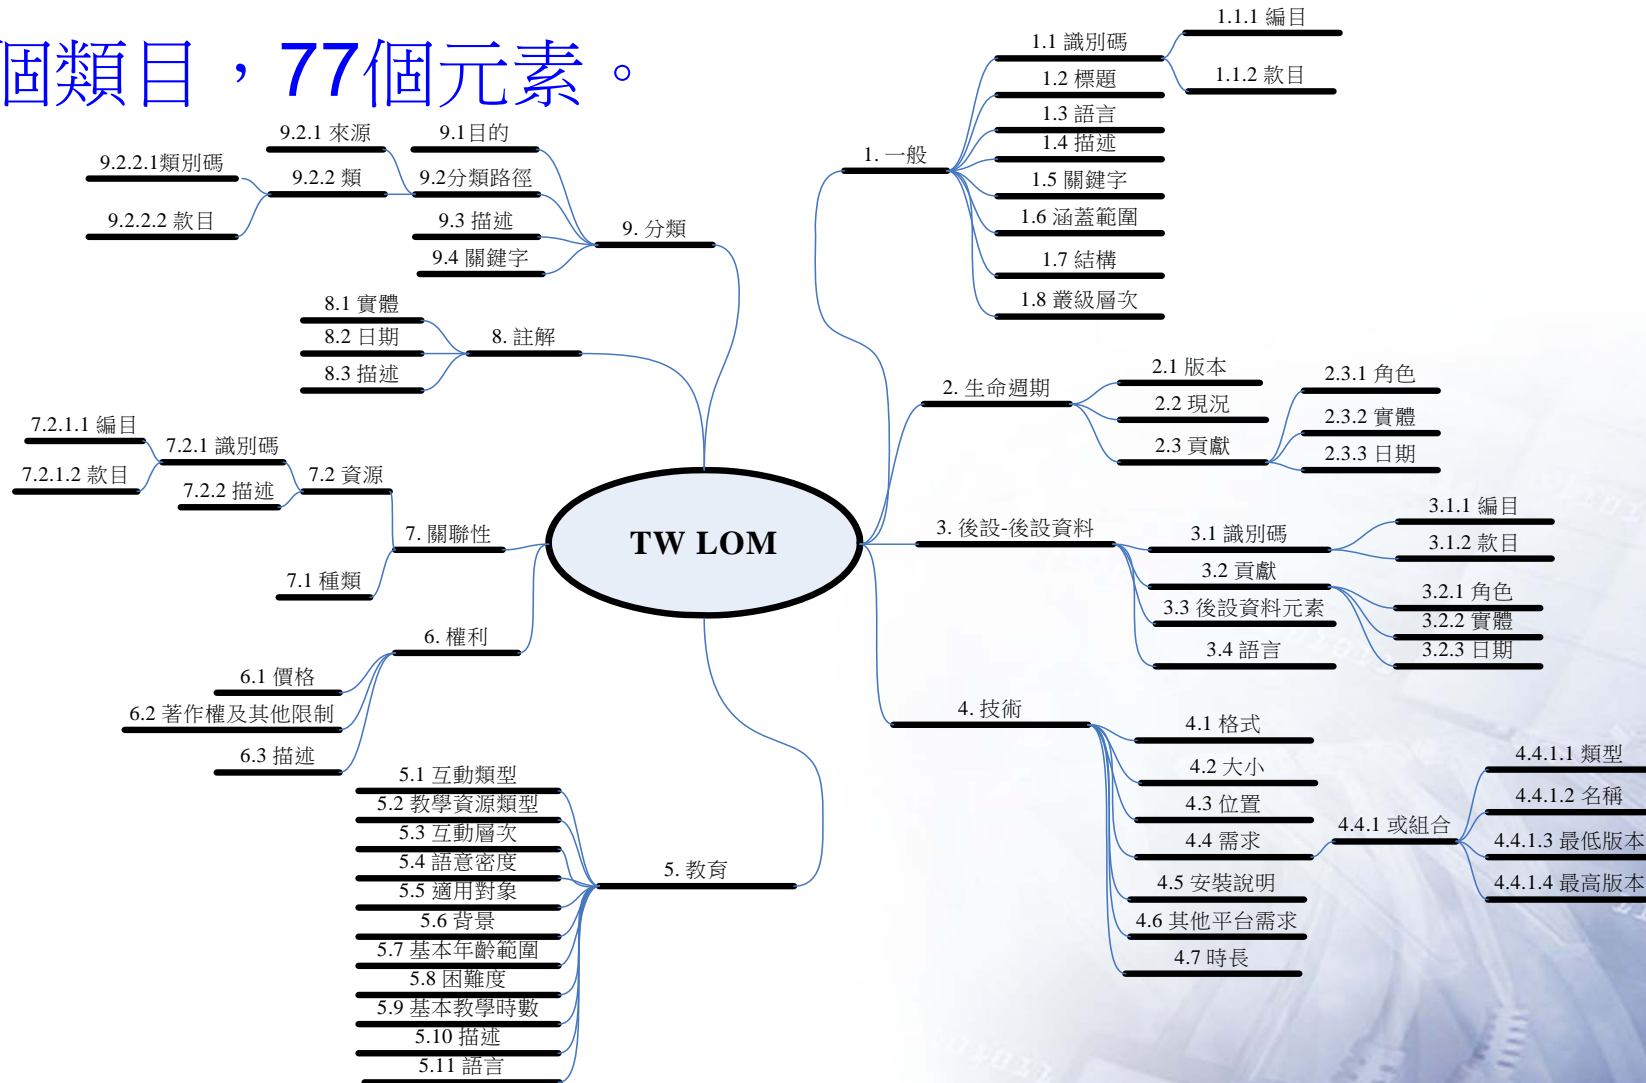 個類目，77個元素。
TW LOM
1. 一般
1.1 識別碼
1.1.1 編目
1.1.2 款目
1.2 標題
1.3 語言
1.4 描述
1.5 關鍵字
1.6 涵蓋範圍
1.7 結構
1.8 叢級層次
2. 生命週期
2.1 版本
2.2 現況
2.3 貢獻
2.3.1 角色
2.3.2 實體
2.3.3 日期
3. 後設-後設資料
3.1 識別碼
3.1.1 編目
3.1.2 款目
3.2 貢獻
3.2.1 角色
3.2.2 實體
3.2.3 日期
3.3 後設資料元素
3.4 語言
4. 技術
4.1 格式
4.2 大小
4.3 位置
4.4 需求
4.4.1 或組合
4.4.1.1 類型
4.4.1.2 名稱
4.4.1.3 最低版本
4.4.1.4 最高版本
4.5 安裝說明
4.6 其他平台需求
4.7 時長
5. 教育
5.1 互動類型
5.2 教學資源類型
5.3 互動層次
5.4 語意密度
5.5 適用對象
5.6 背景
5.7 基本年齡範圍
5.8 困難度
5.9 基本教學時數
5.10 描述
5.11 語言
6. 權利
6.1 價格
6.2 著作權及其他限制
6.3 描述
7. 關聯性
7.1 種類
7.2 資源
7.2.1 識別碼
7.2.1.1 編目
7.2.1.2 款目
7.2.2 描述
8. 註解
8.1 實體
8.2 日期
8.3 描述
9. 分類
9.1目的
9.2分類路徑
9.2.1 來源
9.2.2 類
9.2.2.1類別碼
9.2.2.2 款目
9.3 描述
9.4 關鍵字